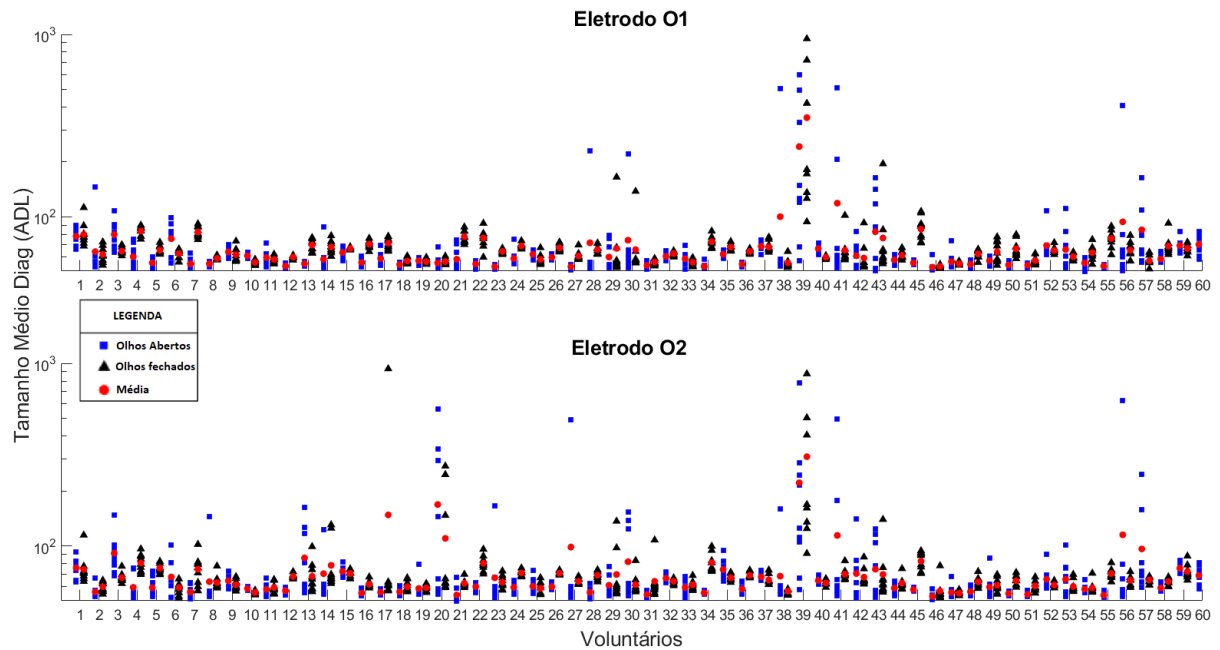 Eletrodo O1
10³
10²
1 2 3 4 5 6 7 8 9 10 11 12 13 14 15 16 17 18 19 20 21 22 23 24 25 26 27 28 29 30 31 32 33 34 35 36 37 38 39 40 41 42 43 44 45 46 47 48 49 50 51 52 53 54 55 56 57 58 59 60
Tamanho Médio Diag (ADL)
LEGENDA
Olhos Abertos
Olhos fechados
Média
Eletrodo O2
10³
10²
1 2 3 4 5 6 7 8 9 10 11 12 13 14 15 16 17 18 19 20 21 22 23 24 25 26 27 28 29 30 31 32 33 34 35 36 37 38 39 40 41 42 43 44 45 46 47 48 49 50 51 52 53 54 55 56 57 58 59 60
Voluntários